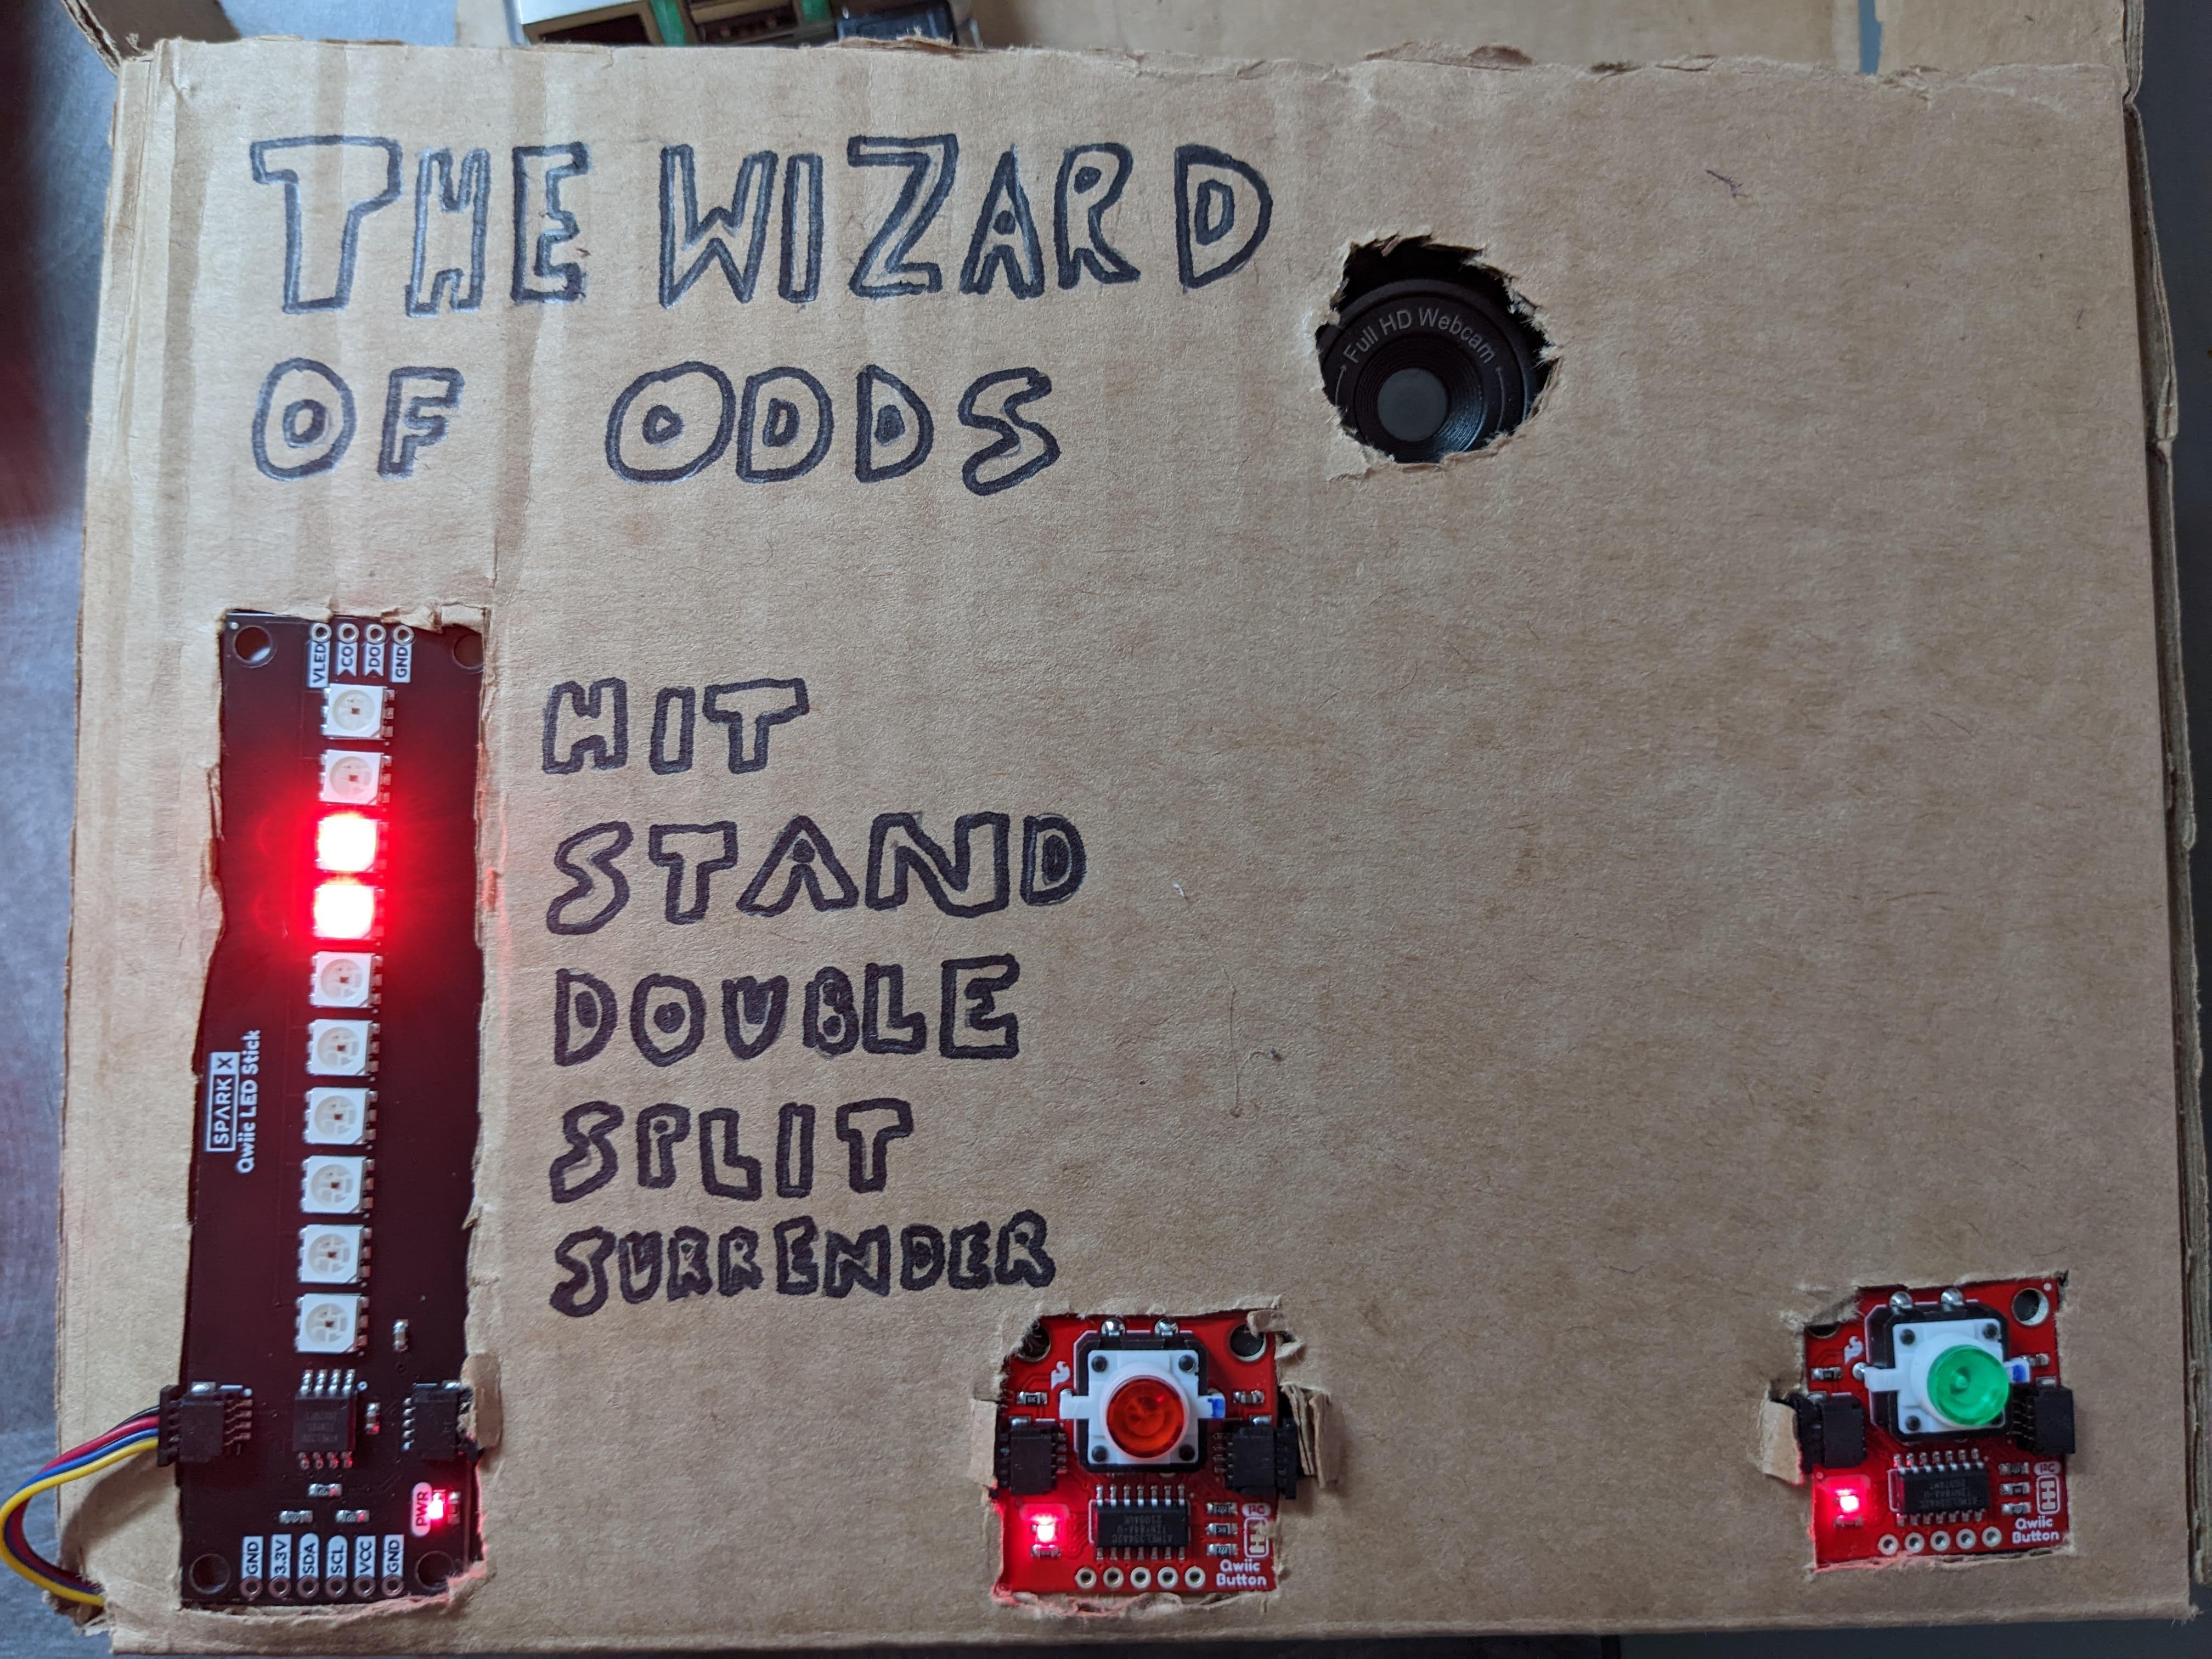 THE WIZARD
OF ODDS
Full HD Webcam
VLED
CO
DO
GND
HIT
STAND
DOUBLE
SPLIT
SURRENDER
SPARK X
Qwiic LED Stick
PWR
GND
3.3V
SDA
SCL
VCC
GND
I²C
Qwiic
Button
I²C
Qwiic
Button